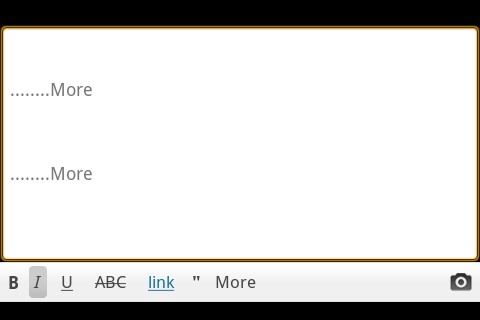 ........More
........More
B I U ABC link " More